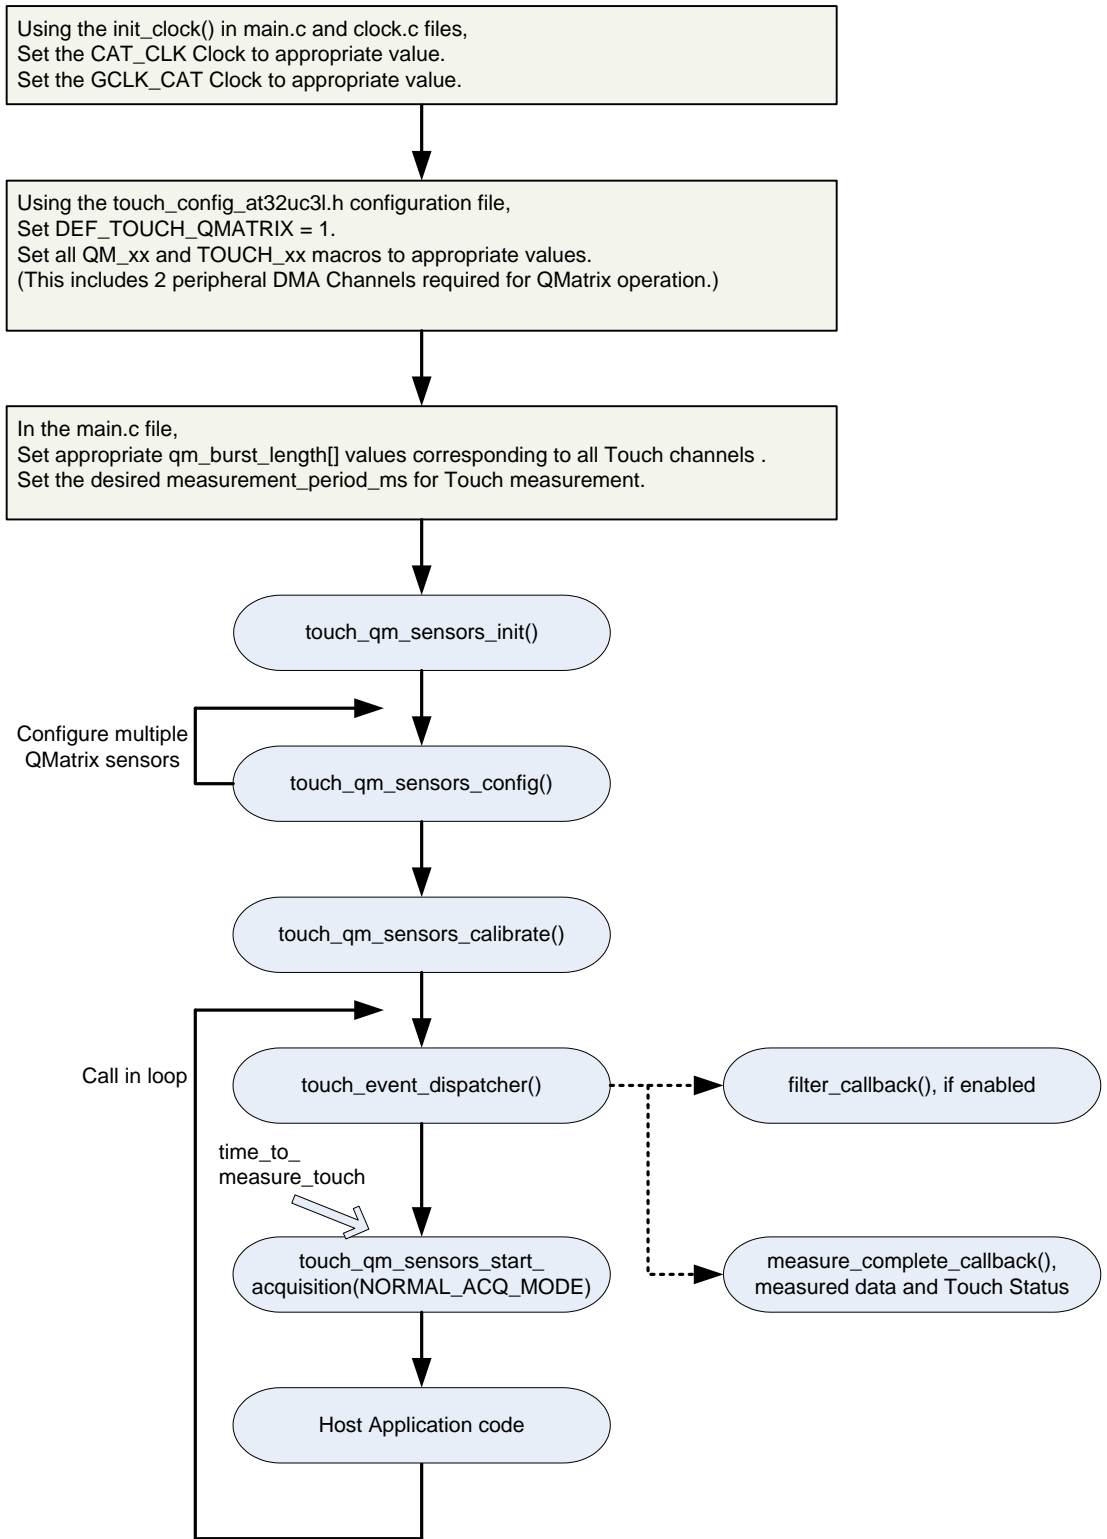 Using the init_clock() in main.c and clock.c files,
Set the CAT_CLK Clock to appropriate value.
Set the GCLK_CAT Clock to appropriate value.
Using the touch_config_at32uc3l.h configuration file,
Set DEF_TOUCH_QMATRIX = 1.
Set all QM_xx and TOUCH_xx macros to appropriate values.
(This includes 2 peripheral DMA Channels required for QMatrix operation.)
In the main.c file,
Set appropriate qm_burst_length[] values corresponding to all Touch channels .
Set the desired measurement_period_ms for Touch measurement.
touch_qm_sensors_init()
Configure multiple
QMatrix sensors
touch_qm_sensors_config()
touch_qm_sensors_calibrate()
Call in loop
touch_event_dispatcher()
filter_callback(), if enabled
time_to_
measure_touch
touch_qm_sensors_start_
acquisition(NORMAL_ACQ_MODE)
measure_complete_callback(),
measured data and Touch Status
Host Application code